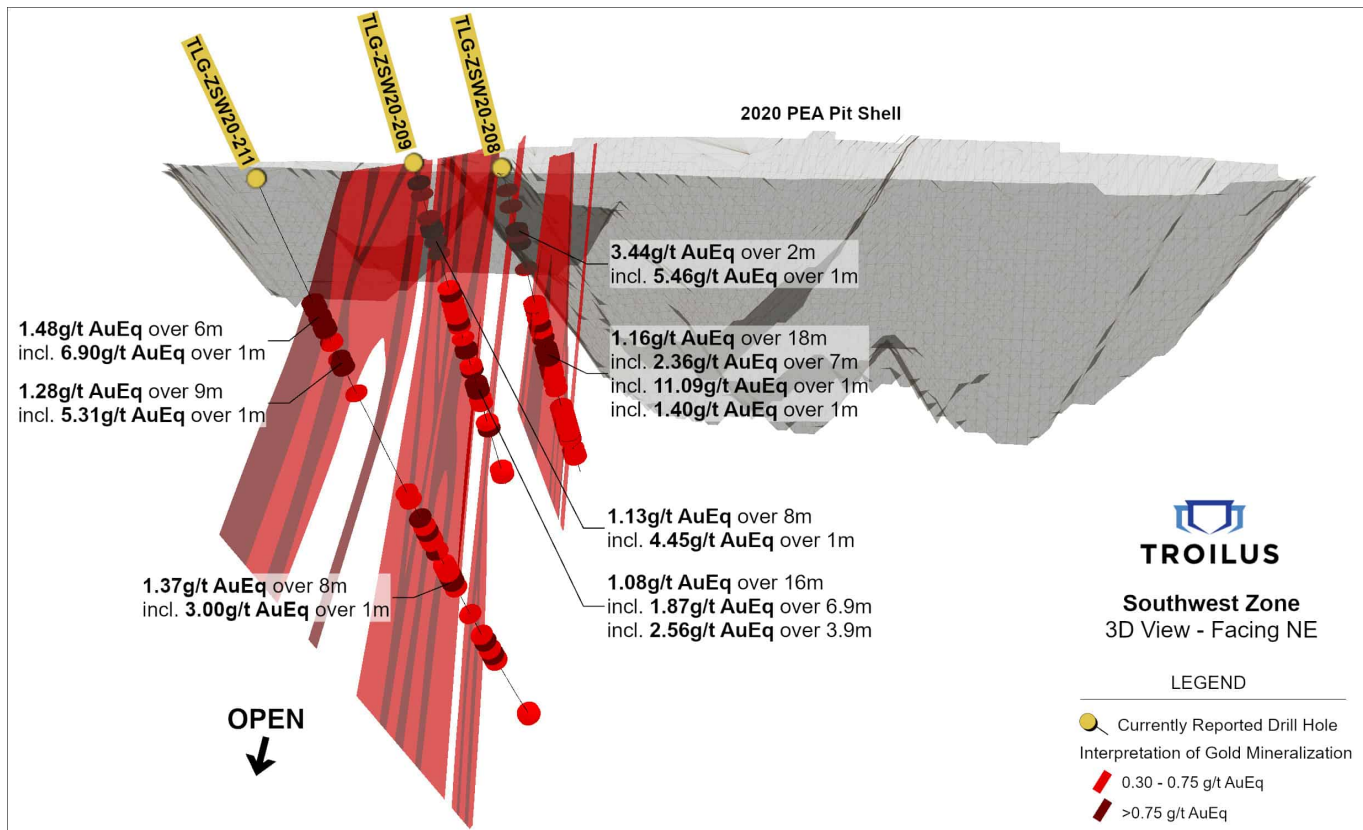 TLG-ZSW20-211
TLG-ZSW20-209
TLG-ZSW20-208
2020 PEA Pit Shell
3.44g/t AuEq over 2m
incl. 5.46g/t AuEq over 1m
1.48g/t AuEq over 6m
incl. 6.90g/t AuEq over 1m
1.28g/t AuEq over 9m
incl. 5.31g/t AuEq over 1m
1.16g/t AuEq over 18m
incl. 2.36g/t AuEq over 7m
incl. 11.09g/t AuEq over 1m
incl. 1.40g/t AuEq over 1m
1.13g/t AuEq over 8m
incl. 4.45g/t AuEq over 1m
1.37g/t AuEq over 8m
incl. 3.00g/t AuEq over 1m
1.08g/t AuEq over 16m
incl. 1.87g/t AuEq over 6.9m
incl. 2.56g/t AuEq over 3.9m
OPEN
TROILUS
Southwest Zone
3D View - Facing NE
LEGEND
Currently Reported Drill Hole
Interpretation of Gold Mineralization
0.30 - 0.75 g/t AuEq
>0.75 g/t AuEq